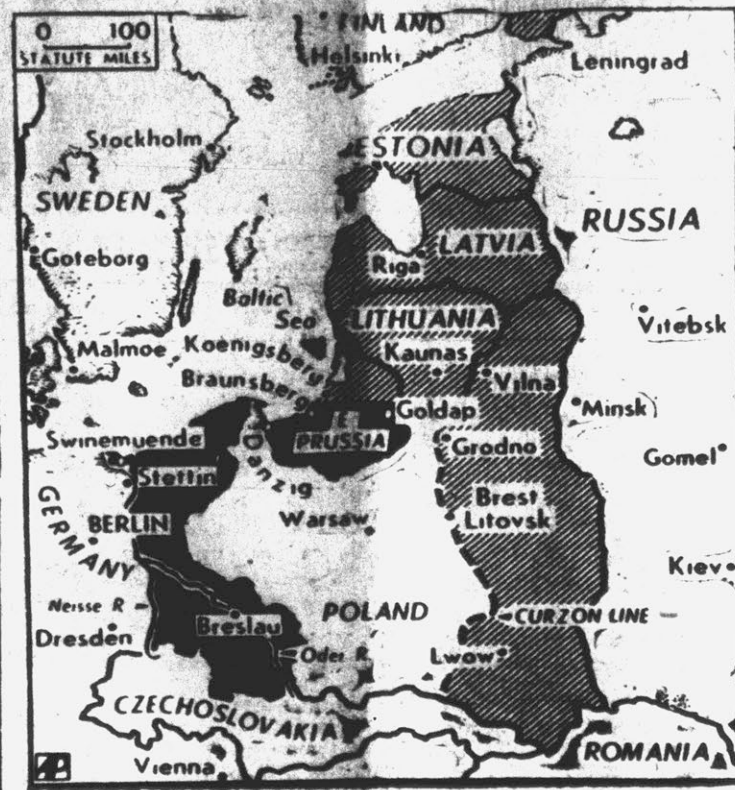 0 100
STATUTE MILES
FINLAND
Helsinki
Leningrad
Stockholm
ESTONIA
SWEDEN
RUSSIA
LATVIA
Goteborg
Riga
Baltic
Sea
LITHUANIA
Vitebsk
Malmoe
Koenigsberg
Kaunas
Braunsberg
Vilna
Goldap
Minsk
E
PRUSSIA
Swinemuende
Danzig
Grodno
Gomel
Stettin
GERMANY
Brest
Litovsk
BERLIN
Warsaw
Kiev
Neisse R
Breslau
POLAND
CURZON LINE
Dresden
Oder R
Lwow
CZECHOSLOVAKIA
ROMANIA
Vienna
AP